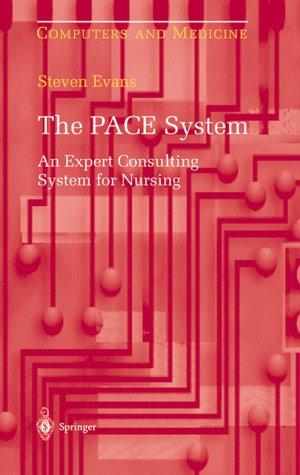 COMPUTERS AND MEDICINE
Steven Evans
The PACE System
An Expert Consulting
System for Nursing
Springer